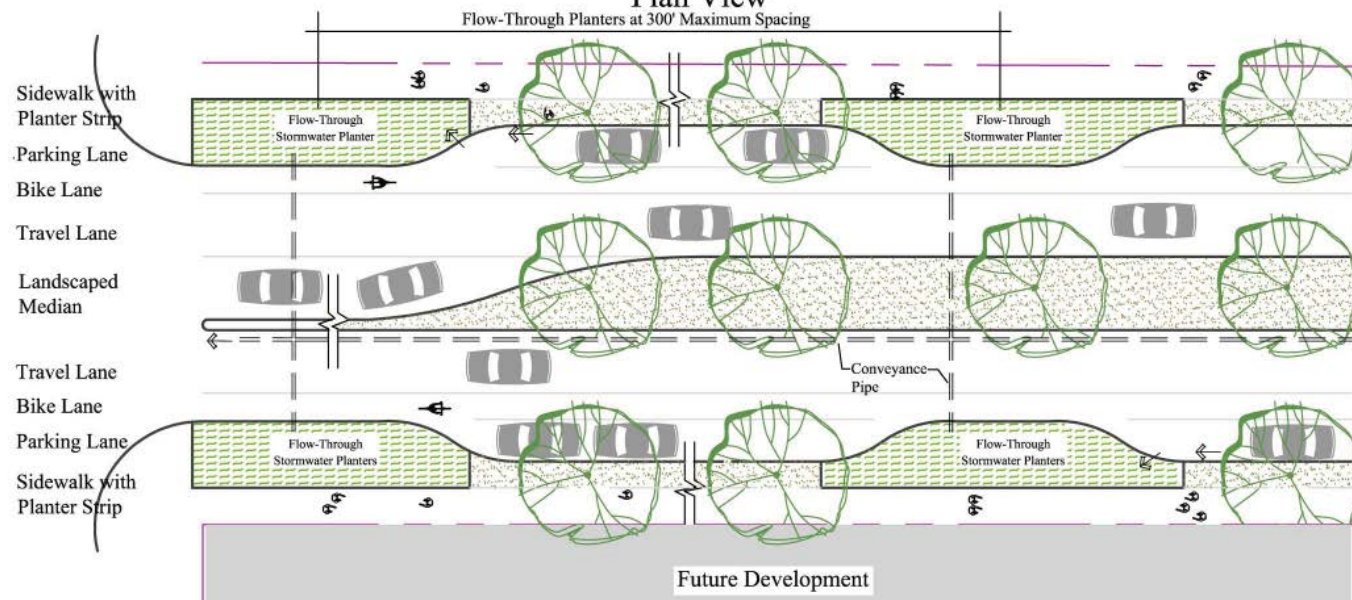 Plan View
Flow-Through Planters at 300' Maximum Spacing
Sidewalk with
Planter Strip
Flow-Through
Stormwater Planter
Flow-Through
Stormwater Planter
Parking Lane
Bike Lane
Travel Lane
Landscaped
Median
Travel Lane
Conveyance
Pipe
Bike Lane
Parking Lane
Flow-Through
Stormwater Planters
Flow-Through
Stormwater Planters
Sidewalk with
Planter Strip
Future Development